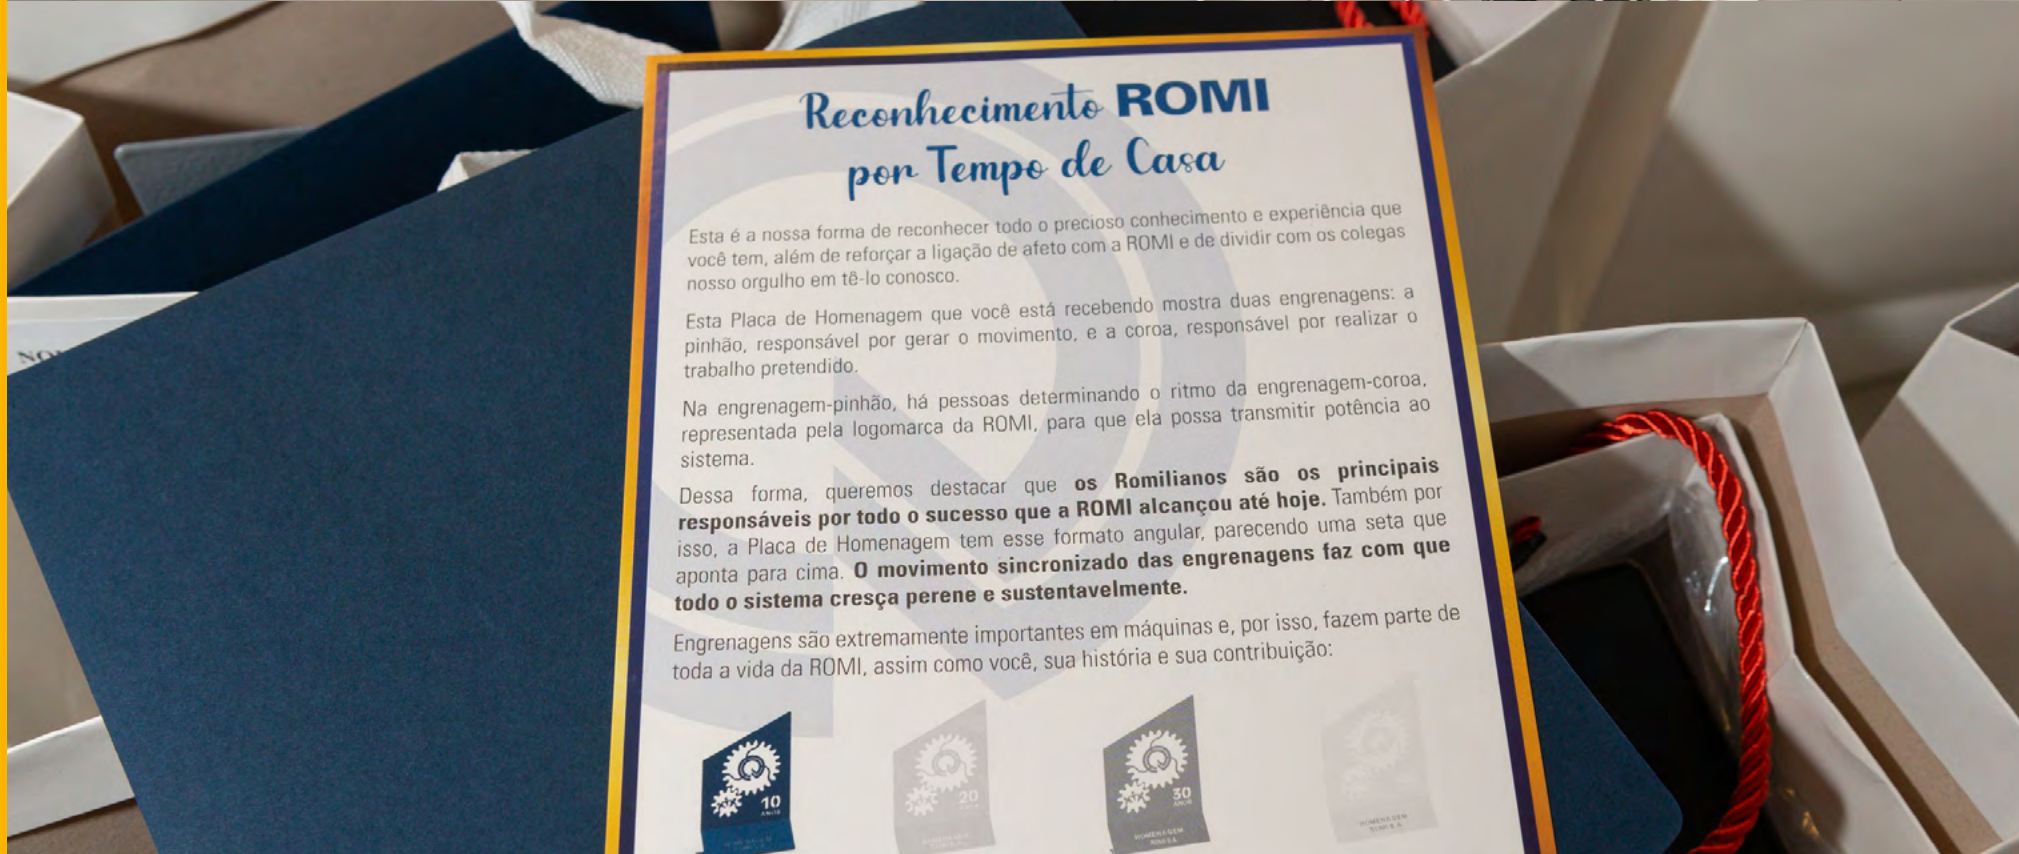 Reconhecimento ROMI
por Tempo de Casa
Esta é a nossa forma de reconhecer todo o precioso conhecimento e experiência que
você tem, além de reforçar a ligação de afeto com a ROMI e de dividir com os colegas
nosso orgulho em tê-lo conosco.
Esta Placa de Homenagem que você está recebendo mostra duas engrenagens: a
pinhão, responsável por gerar o movimento, e a coroa, responsável por realizar o
trabalho pretendido.
Na engrenagem-pinhão, há pessoas determinando o ritmo da engrenagem-coroa,
representada pela logomarca da ROMI, para que ela possa transmitir potência ao
sistema.
Dessa forma, queremos destacar que os Romilianos são os principais
responsáveis por todo o sucesso que a ROMI alcançou até hoje. Também por
isso, a Placa de Homenagem tem esse formato angular, parecendo uma seta que
aponta para cima. O movimento sincronizado das engrenagens faz com que
todo o sistema cresça perene e sustentavelmente.
Engrenagens são extremamente importantes em máquinas e, por isso, fazem parte de
toda a vida da ROMI, assim como você, sua história e sua contribuição:
10
ANOS
20
ANOS
30
ANOS
HOMENAGEM
ROMI S.A.
HOMENAGEM
ROMI S.A.